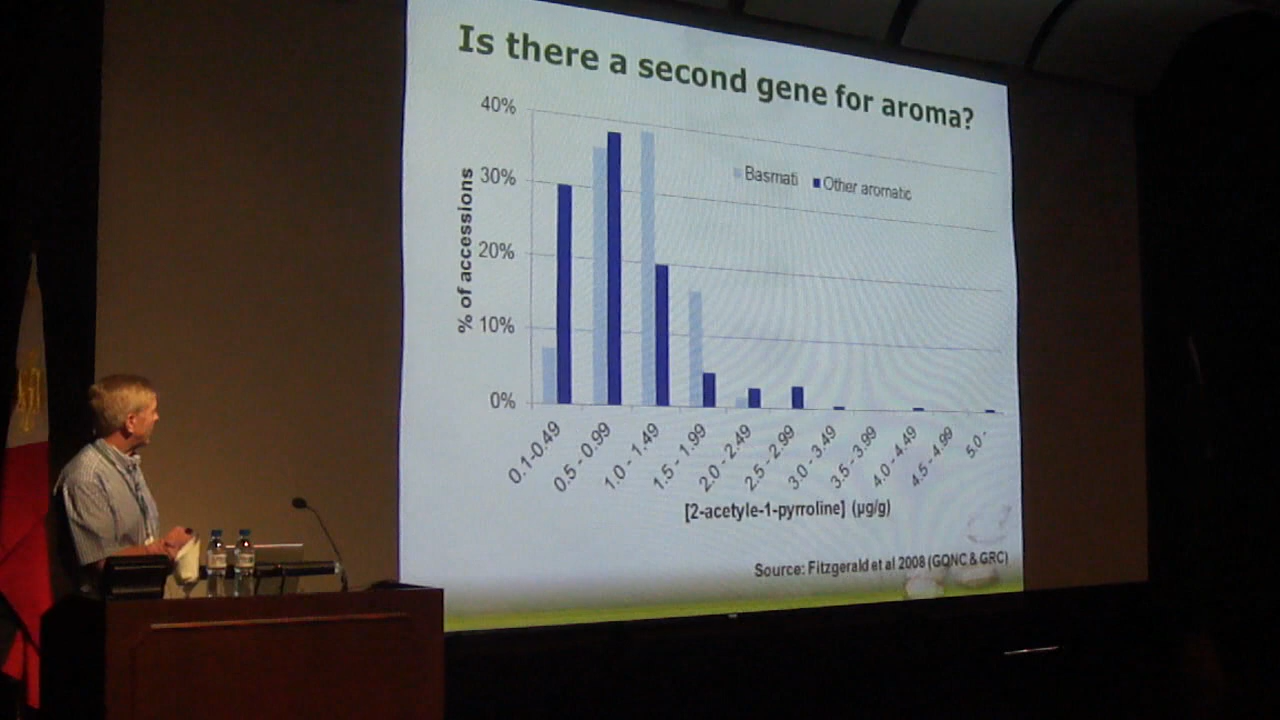 Is there a second gene for aroma?
40%
30%
20%
10%
0%
% of accessions
Basmati
Other aromatic
0.1-0.49
0.5 - 0.99
1.0 - 1.49
1.5 - 1.99
2.0 - 2.49
2.5 - 2.99
3.0 - 3.49
3.5 - 3.99
4.0 - 4.49
4.5 - 4.99
5.0 -
[2-acetyle-1-pyrroline] (µg/g)
Source: Fitzgerald et al 2008 (GQNC & GRC)